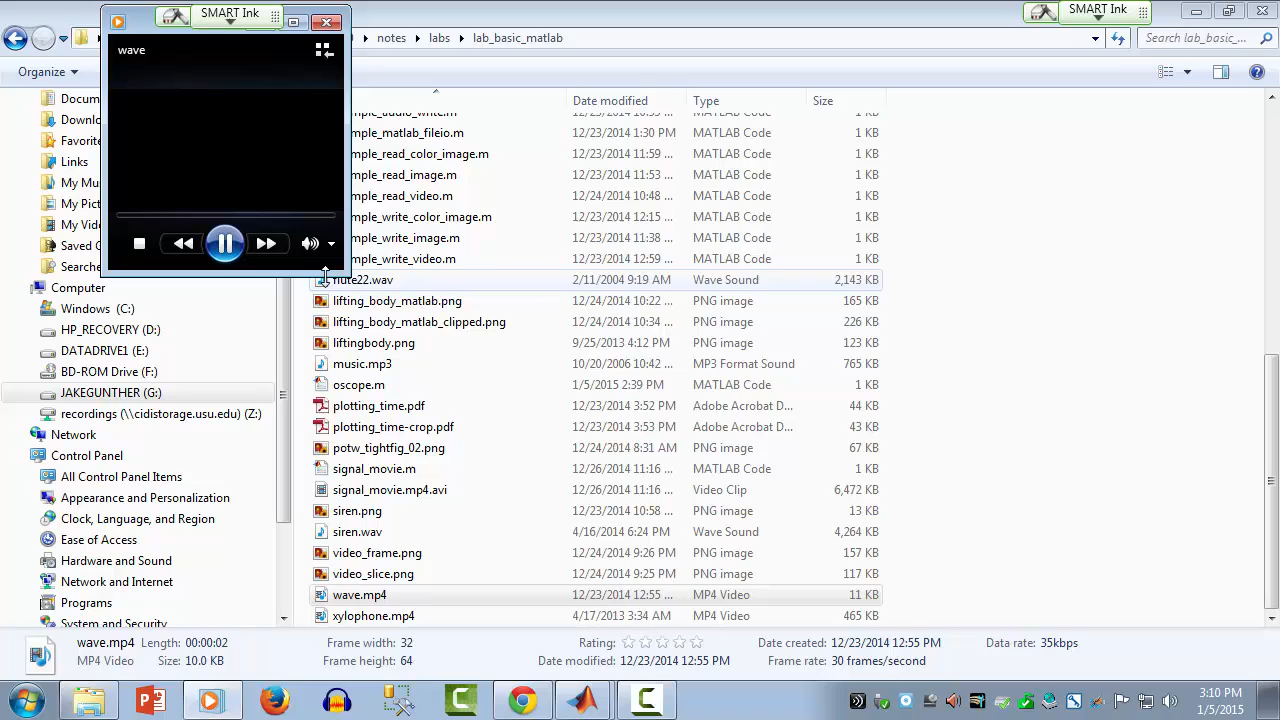 SMART Ink
SMART Ink
notes ▸ labs ▸ lab_basic_matlab
Search lab_basic_...
Organize
wave
Date modified
Type
Size
Docum
Downlo
Favorite
Links
My Mu
My Pict
My Vide
Saved G
Searche
Computer
Windows (C:)
HP_RECOVERY (D:)
DATADRIVE1 (E:)
BD-ROM Drive (F:)
JAKEGUNTHER (G:)
recordings (\\cidistorage.usu.edu) (Z:)
Network
Control Panel
All Control Panel Items
Appearance and Personalization
Clock, Language, and Region
Ease of Access
Hardware and Sound
Network and Internet
Programs
System and Security
mple_audio_write.m 12/23/2014 10:55 ... MATLAB Code 1 KB
mple_matlab_fileio.m 12/23/2014 1:30 PM MATLAB Code 1 KB
mple_read_color_image.m 12/23/2014 11:59 ... MATLAB Code 1 KB
mple_read_image.m 12/23/2014 11:53 ... MATLAB Code 1 KB
mple_read_video.m 12/24/2014 10:48 ... MATLAB Code 1 KB
mple_write_color_image.m 12/23/2014 12:15 ... MATLAB Code 1 KB
mple_write_image.m 12/23/2014 11:38 ... MATLAB Code 1 KB
mple_write_video.m 12/23/2014 12:59 ... MATLAB Code 1 KB
flute22.wav 2/11/2004 9:19 AM Wave Sound 2,143 KB
lifting_body_matlab.png 12/24/2014 10:22 ... PNG image 165 KB
lifting_body_matlab_clipped.png 12/24/2014 10:34 ... PNG image 226 KB
liftingbody.png 9/25/2013 4:12 PM PNG image 123 KB
music.mp3 10/20/2006 10:42 ... MP3 Format Sound 765 KB
oscope.m 1/5/2015 2:39 PM MATLAB Code 1 KB
plotting_time.pdf 12/23/2014 3:52 PM Adobe Acrobat D... 44 KB
plotting_time-crop.pdf 12/23/2014 3:53 PM Adobe Acrobat D... 43 KB
potw_tightfig_02.png 12/24/2014 8:31 AM PNG image 67 KB
signal_movie.m 12/26/2014 11:16 ... MATLAB Code 1 KB
signal_movie.mp4.avi 12/26/2014 11:16 ... Video Clip 6,472 KB
siren.png 12/23/2014 10:58 ... PNG image 13 KB
siren.wav 4/16/2014 6:24 PM Wave Sound 4,264 KB
video_frame.png 12/24/2014 9:26 PM PNG image 157 KB
video_slice.png 12/24/2014 9:25 PM PNG image 117 KB
wave.mp4 12/23/2014 12:55 ... MP4 Video 11 KB
xylophone.mp4 4/17/2013 3:34 AM MP4 Video 465 KB
wave.mp4 Length: 00:00:02 Frame width: 32 Rating: Date created: 12/23/2014 12:55 PM Data rate: 35kbps
MP4 Video Size: 10.0 KB Frame height: 64 Date modified: 12/23/2014 12:55 PM Frame rate: 30 frames/second
3:10 PM
1/5/2015